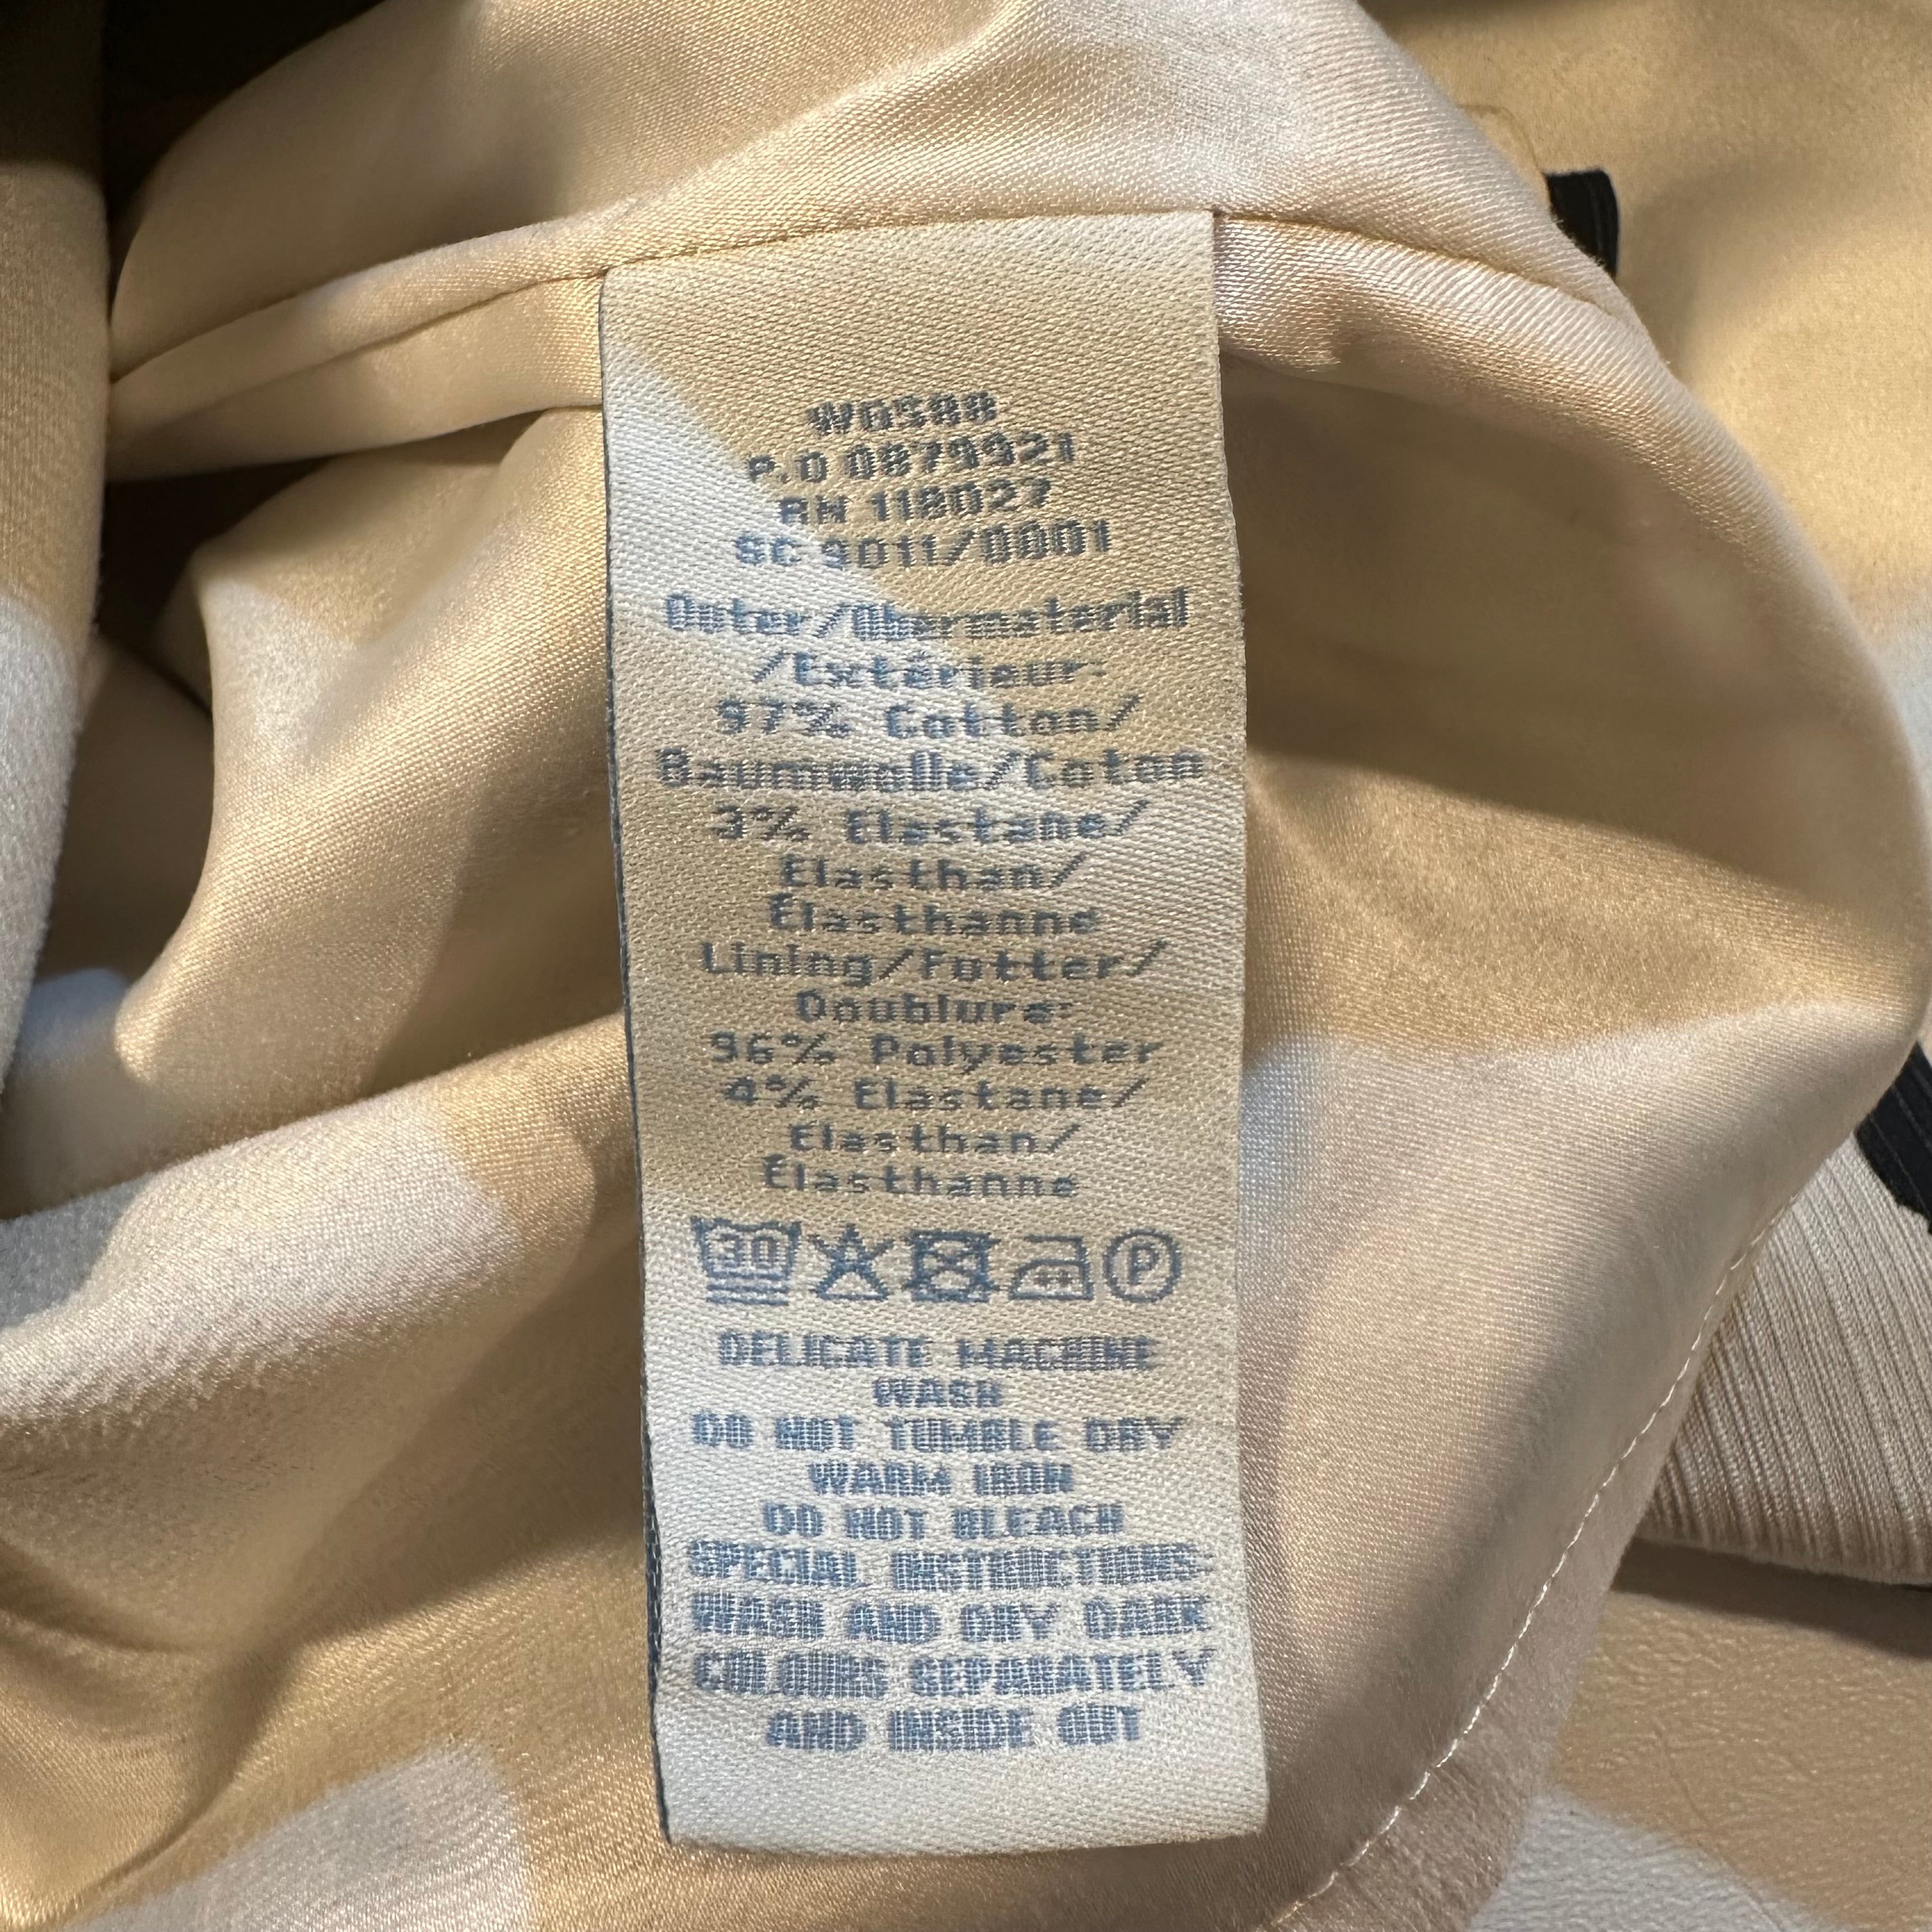 WOS88
P.O 0879921
RN 118027
SC 9011/0001
Outer/Obermaterial
/Extérieur:
97% Cotton/
Baumwolle/Coton
3% Elastane/
Elasthan/
Élasthanne
Lining/Futter/
Doublure:
96% Polyester
4% Elastane/
Elasthan/
Élasthanne
30 P
DELICATE MACHINE
WASH
DO NOT TUMBLE DRY
WARM IRON
DO NOT BLEACH
SPECIAL INSTRUCTIONS:
WASH AND DRY DARK
COLOURS SEPARATELY
AND INSIDE OUT